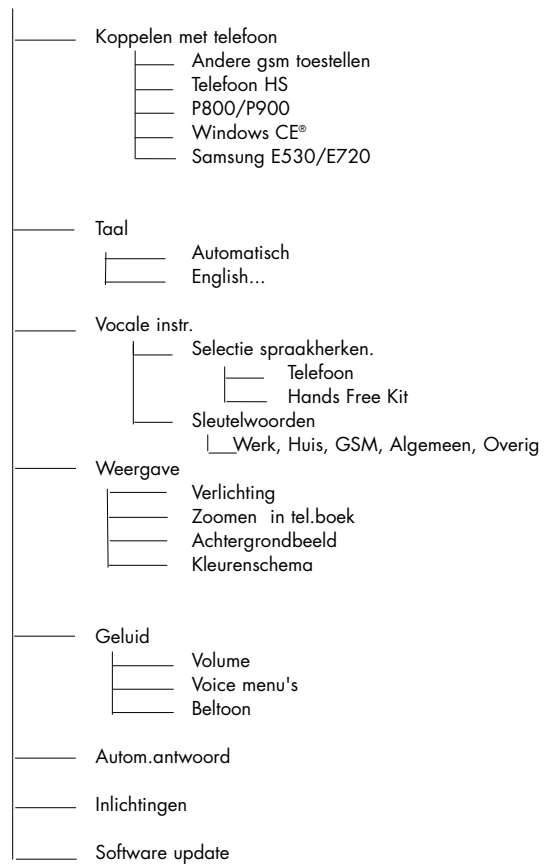 Koppelen met telefoon
Andere gsm toestellen
Telefoon HS
P800/P900
Windows CE®
Samsung E530/E720
Taal
Automatisch
English...
Vocale instr.
Selectie spraakherken.
Telefoon
Hands Free Kit
Sleutelwoorden
Werk, Huis, GSM, Algemeen, Overig
Weergave
Verlichting
Zoomen in tel.boek
Achtergrondbeeld
Kleurenschema
Geluid
Volume
Voice menu's
Beltoon
Autom.antwoord
Inlichtingen
Software update